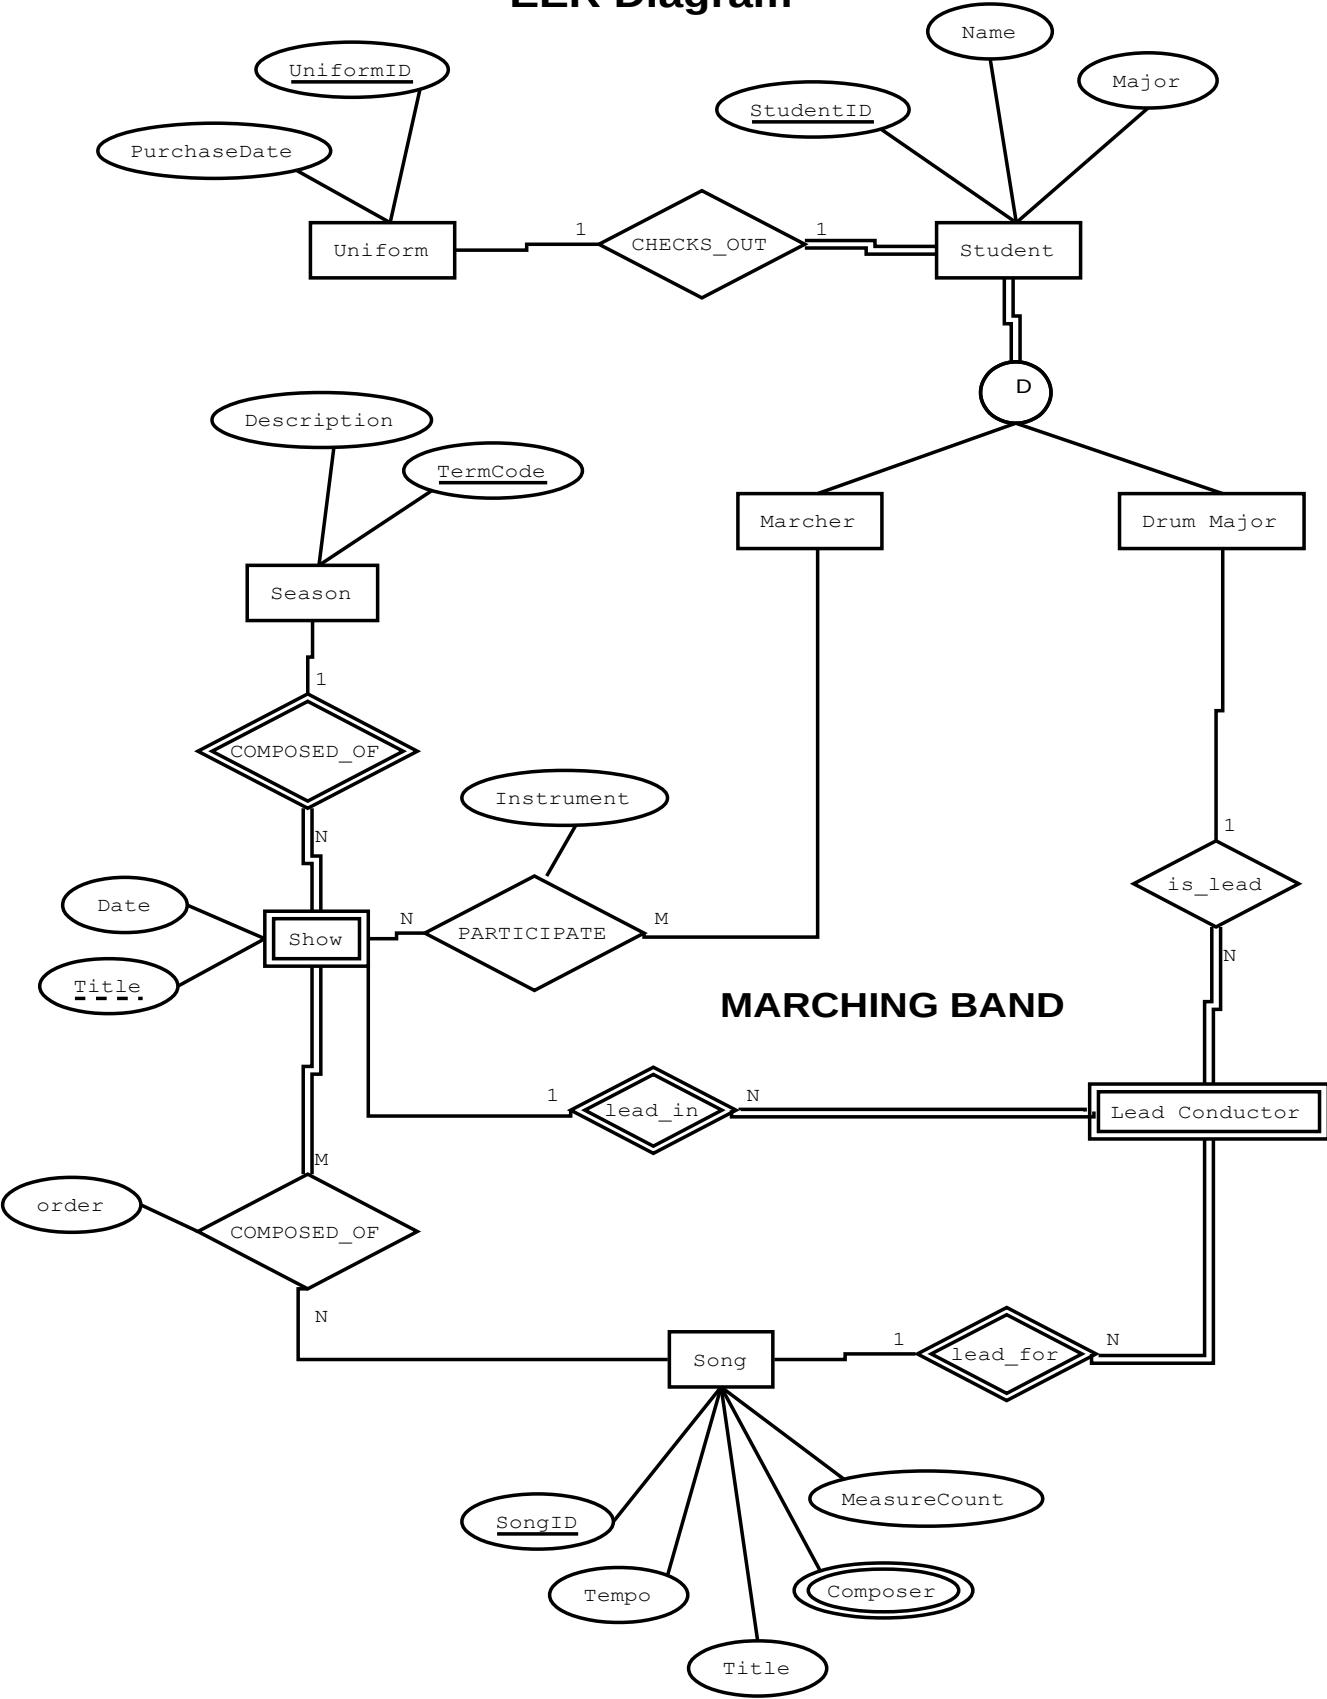 EER Diagram
Name
UniformID
Major
StudentID
PurchaseDate
1
1
Uniform
CHECKS_OUT
Student
D
Description
TermCode
Marcher
Drum Major
Season
1
COMPOSED_OF
Instrument
1
N
is_lead
Date
N
M
PARTICIPATE
Show
N
Title
MARCHING BAND
1
N
lead_in
Lead Conductor
M
order
COMPOSED_OF
N
1
N
Song
lead_for
MeasureCount
SongID
Composer
Tempo
Title